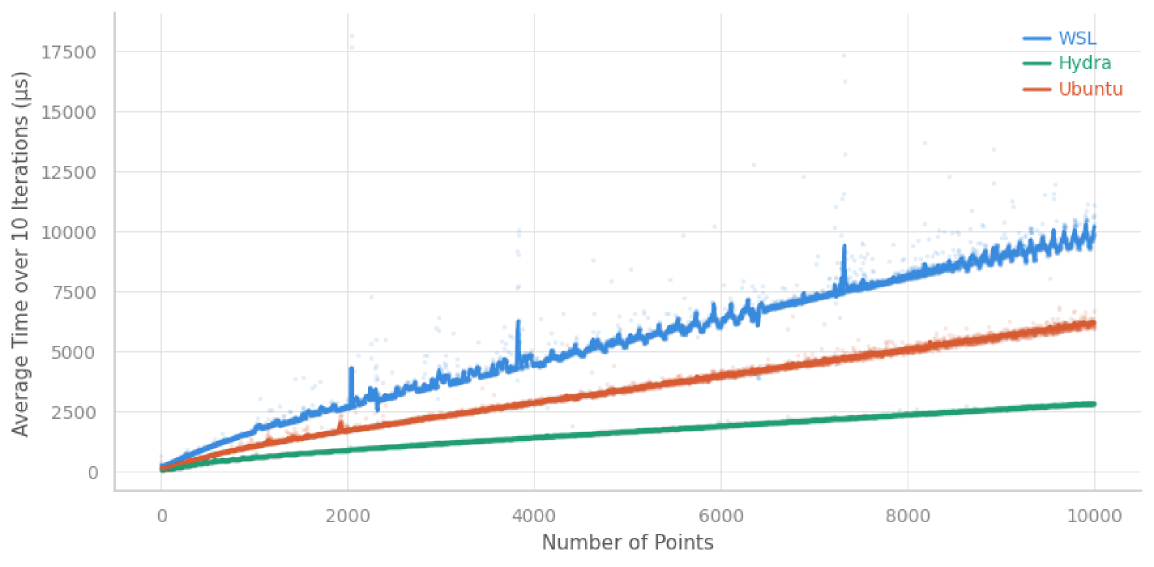 17500
15000
12500
10000
7500
5000
2500
0
Average Time over 10 Iterations (µs)
WSL
Hydra
Ubuntu
0 2000 4000 6000 8000 10000
Number of Points